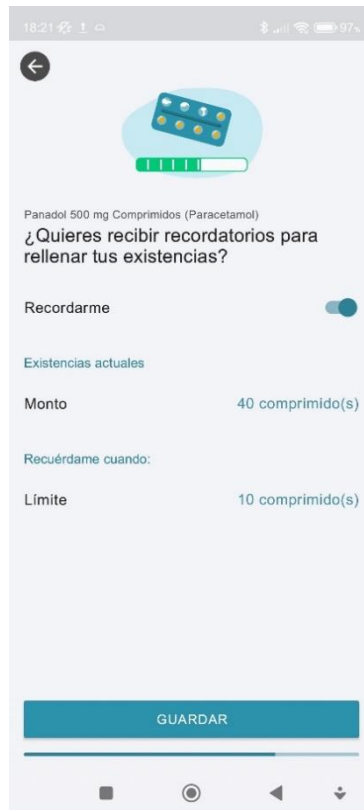 18:21
97%
Panadol 500 mg Comprimidos (Paracetamol)
¿Quieres recibir recordatorios para
rellenar tus existencias?
Recordarme
Existencias actuales
Monto 40 comprimido(s)
Recuérdame cuando:
Límite 10 comprimido(s)
GUARDAR